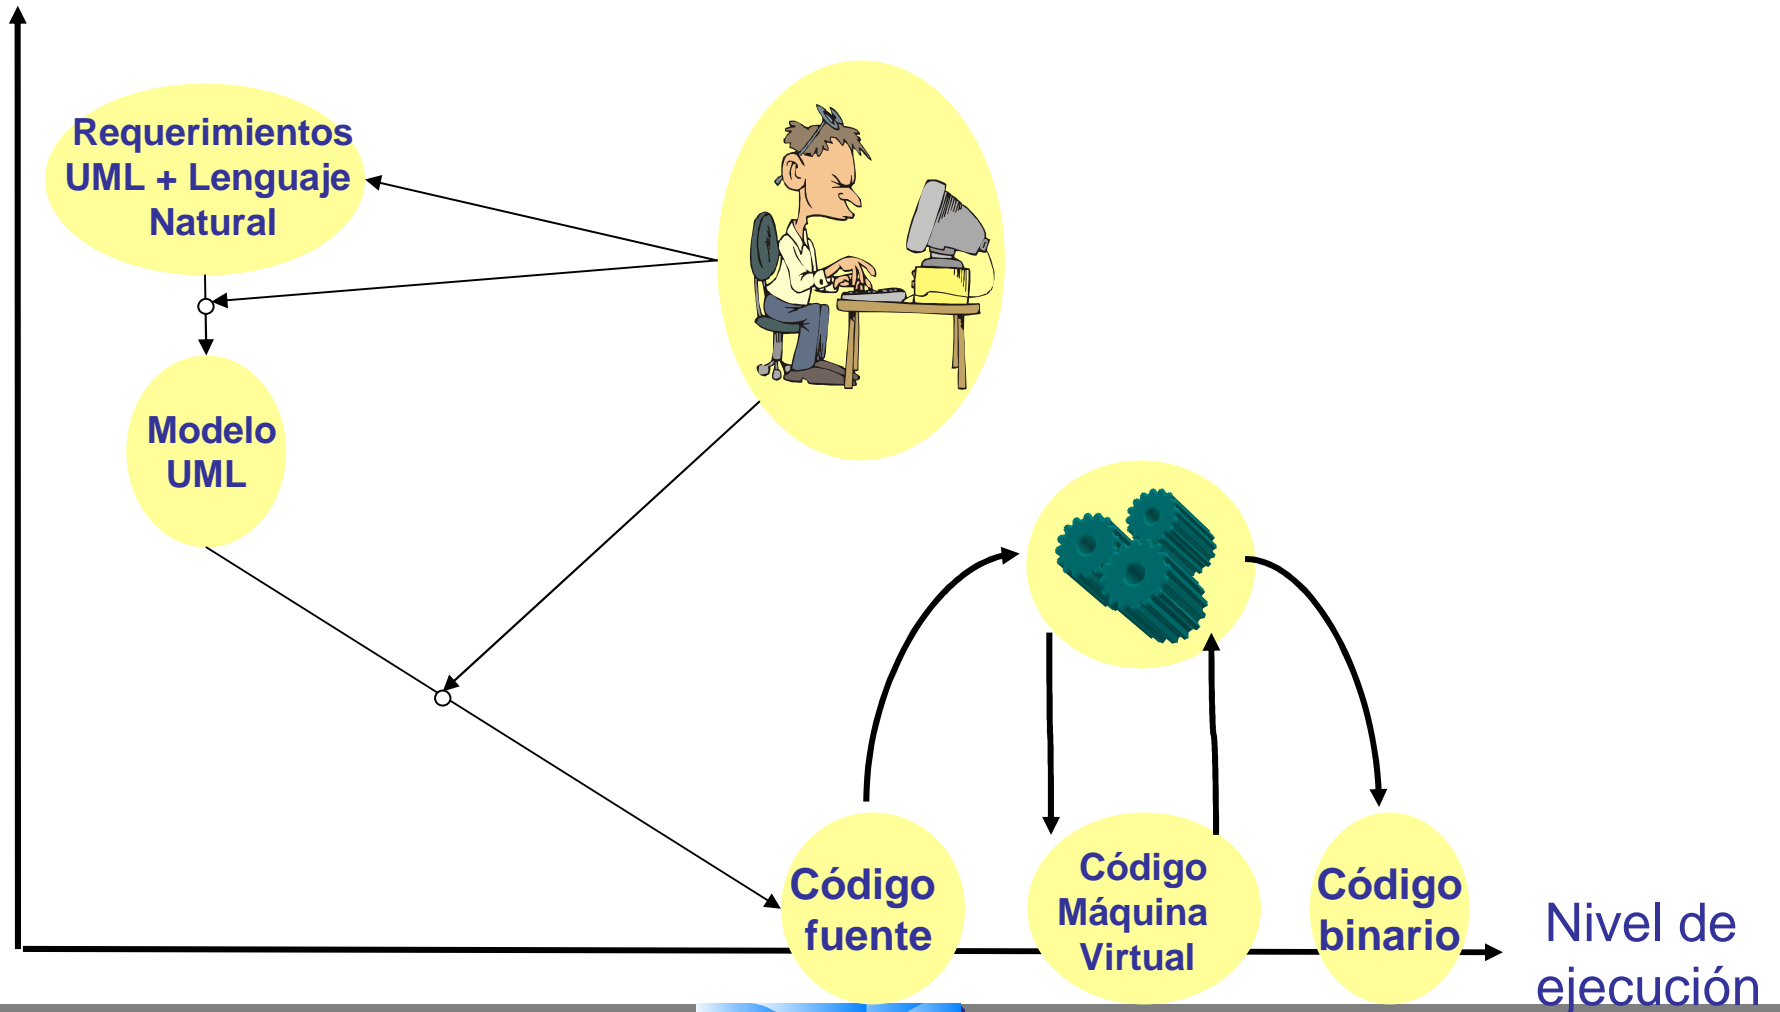 Requerimientos
UML + Lenguaje
Natural
Modelo
UML
Código
fuente
Código
Máquina
Virtual
Código
binario
Nivel de
ejecución